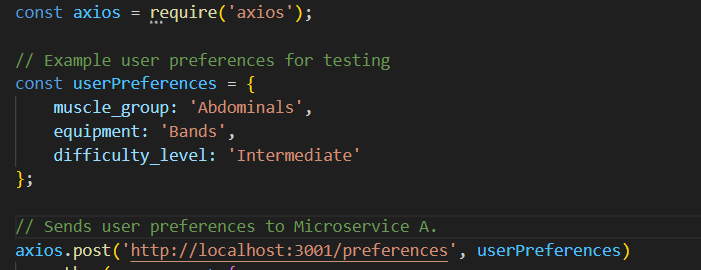 const axios = require('axios');
// Example user preferences for testing
const userPreferences = {
muscle_group: 'Abdominals',
equipment: 'Bands',
difficulty_level: 'Intermediate'
};
// Sends user preferences to Microservice A.
axios.post('http://localhost:3001/preferences', userPreferences)